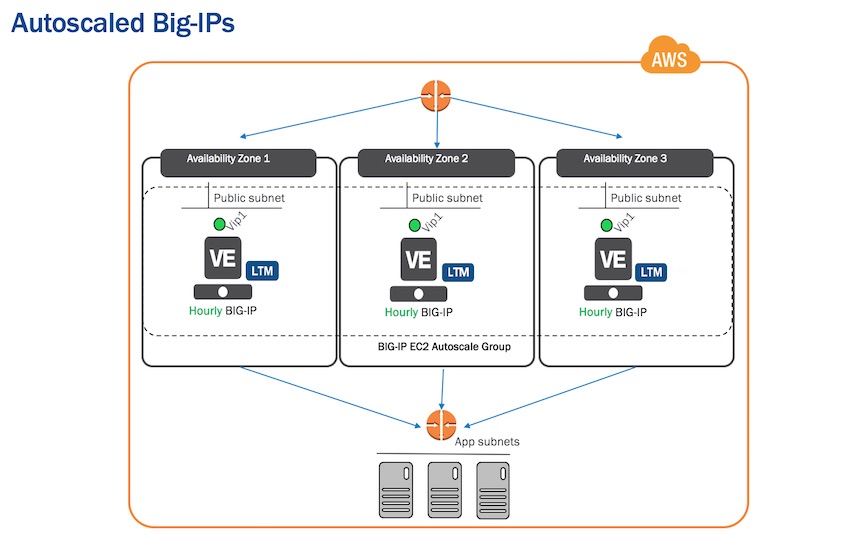 Autoscaled Big-IPs
AWS
Availability Zone 1
Availability Zone 2
Availability Zone 3
Public subnet
Public subnet
Public subnet
Vip1
Vip1
Vip1
VE
VE
VE
LTM
LTM
LTM
Hourly BIG-IP
Hourly BIG-IP
Hourly BIG-IP
BIG-IP EC2 Autoscale Group
App subnets